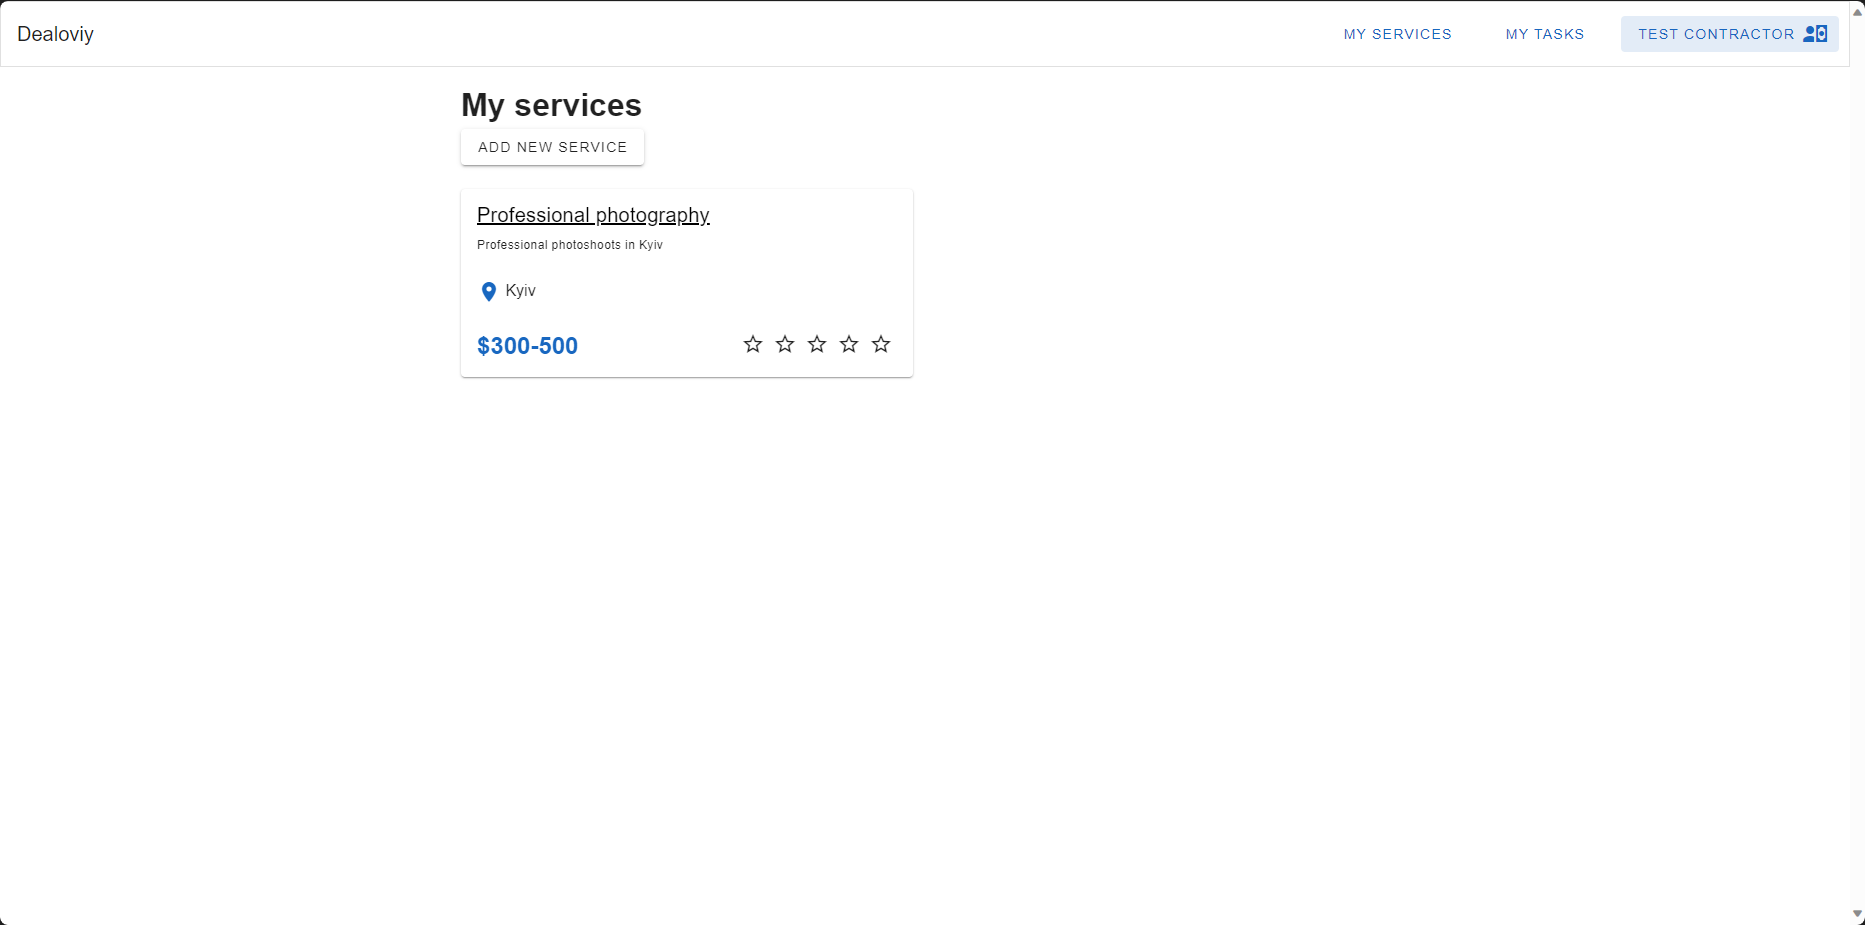 Dealoviy
MY SERVICES
MY TASKS
TEST CONTRACTOR
My services
ADD NEW SERVICE
Professional photography
Professional photoshoots in Kyiv
Kyiv
$300-500